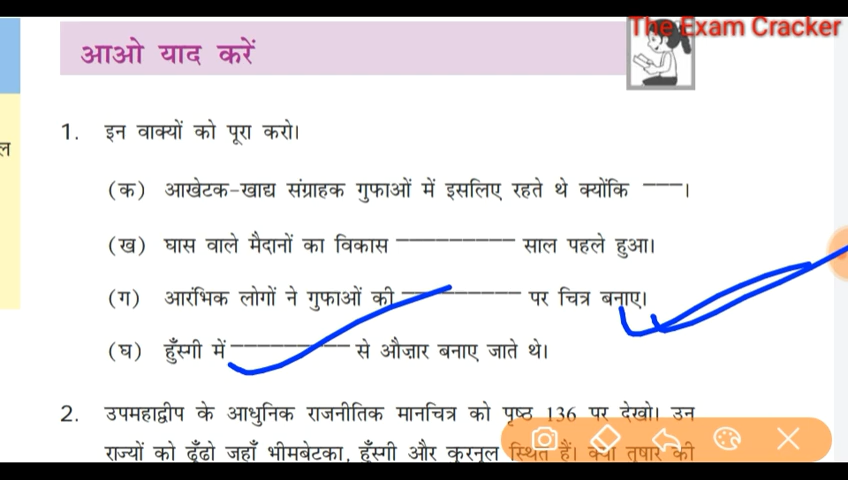 The Exam Cracker
आओ याद करें
ल
1. इन वाक्यों को पूरा करो।
(क) आखेटक-खाद्य संग्राहक गुफाओं में इसलिए रहते थे क्योंकि ———।
(ख) घास वाले मैदानों का विकास ————————— साल पहले हुआ।
(ग) आरंभिक लोगों ने गुफाओं की ————————— पर चित्र बनाए।
(घ) हुँस्गी में ————————— से औज़ार बनाए जाते थे।
2. उपमहाद्वीप के आधुनिक राजनीतिक मानचित्र को पृष्ठ 136 पर देखो। उन
राज्यों को ढूँढो जहाँ भीमबेटका, हुँस्गी और कुरनूल स्थित हैं। क्या तुषार की